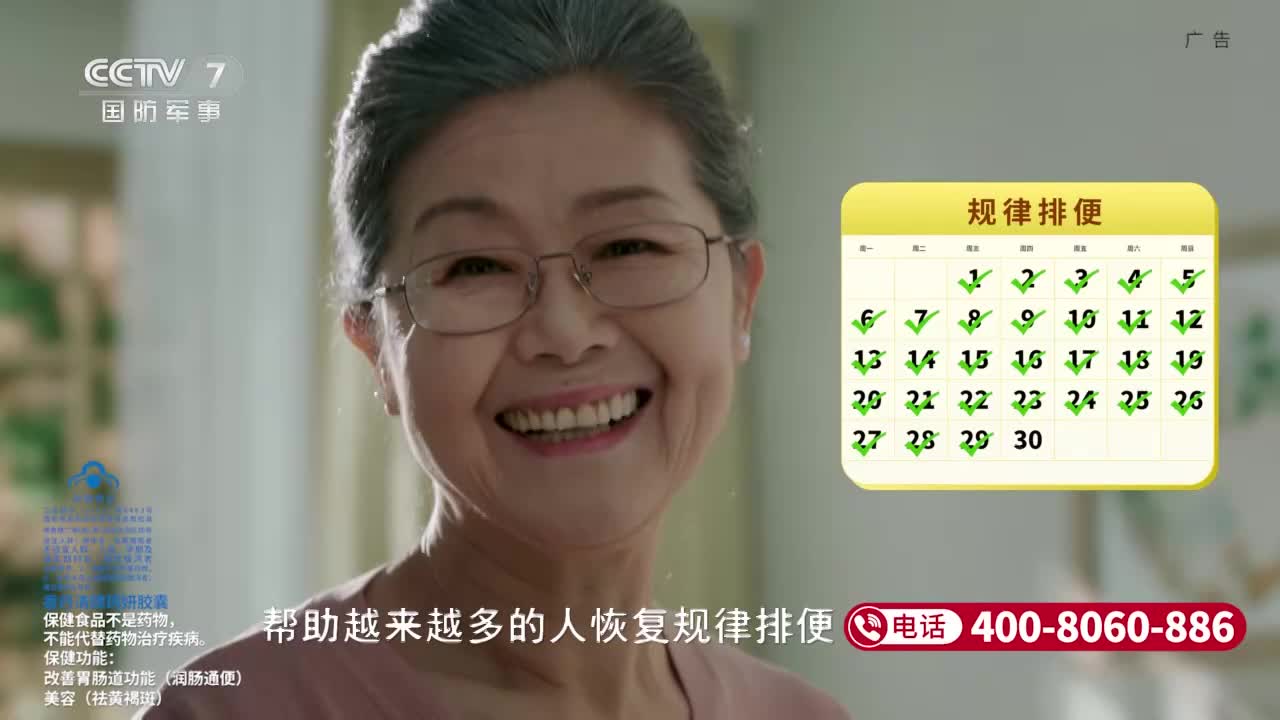 CCTV 7
国防军事
广告
规律排便
周一 周二 周三 周四 周五 周六 周日
1 2 3 4 5
6 7 8 9 10 11 12
13 14 15 16 17 18 19
20 21 22 23 24 25 26
27 28 29 30
保健食品不是药物，
不能代替药物治疗疾病。
保健功能：
改善胃肠道功能（润肠通便）
美容（祛黄褐斑）
帮助越来越多的人恢复规律排便
电话 400-8060-886